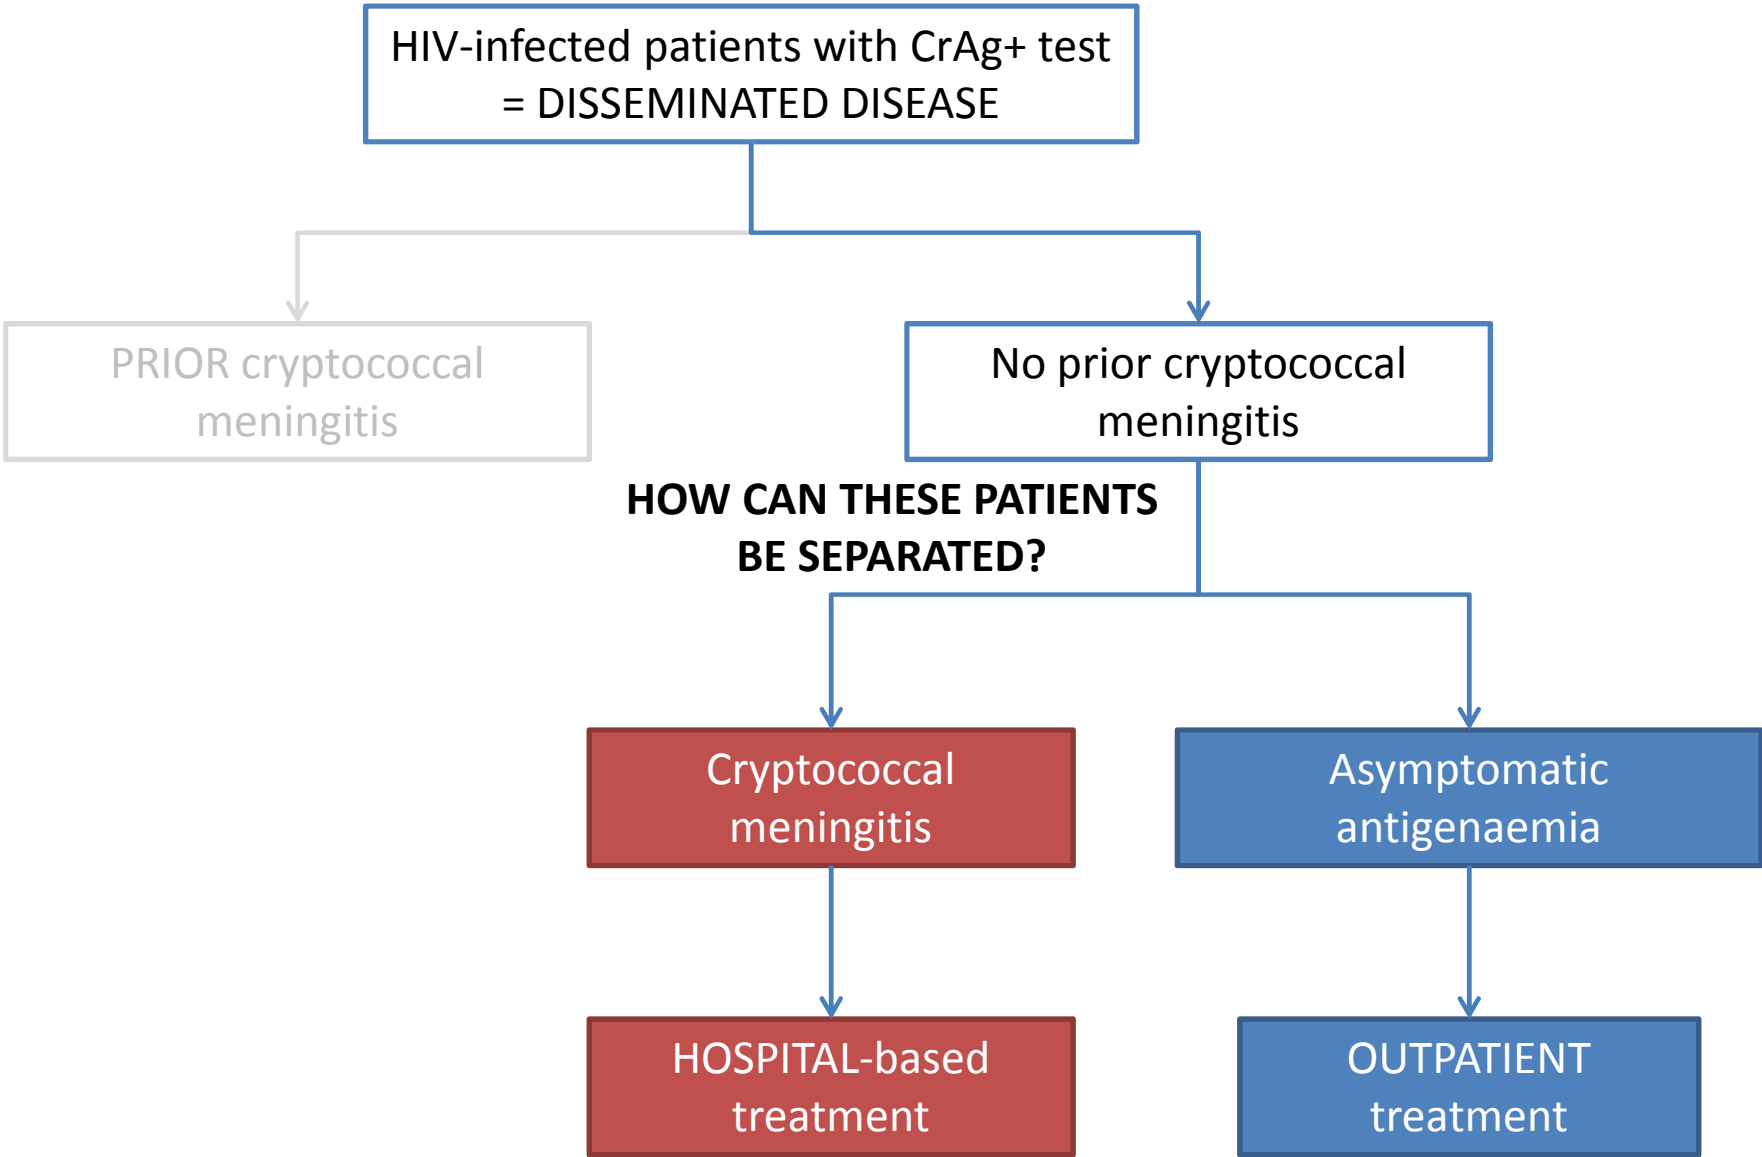 HIV-infected patients with CrAg+ test
= DISSEMINATED DISEASE
PRIOR cryptococcal
meningitis
No prior cryptococcal
meningitis
HOW CAN THESE PATIENTS
BE SEPARATED?
Cryptococcal
meningitis
Asymptomatic
antigenaemia
HOSPITAL-based
treatment
OUTPATIENT
treatment